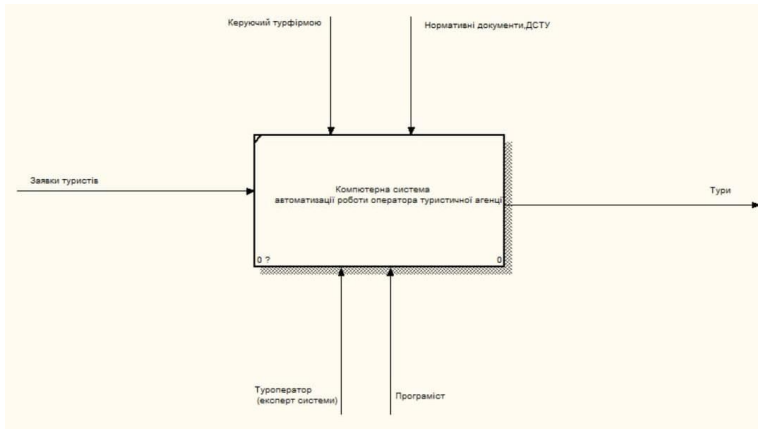 Керуючий турфірмою
Нормативні документи,ДСТУ
Заявки туристів
Компютерна система
автоматизації роботи оператора туристичної агенці
Тури
0 ?
0
Туроператор
(експерт системи)
Програміст